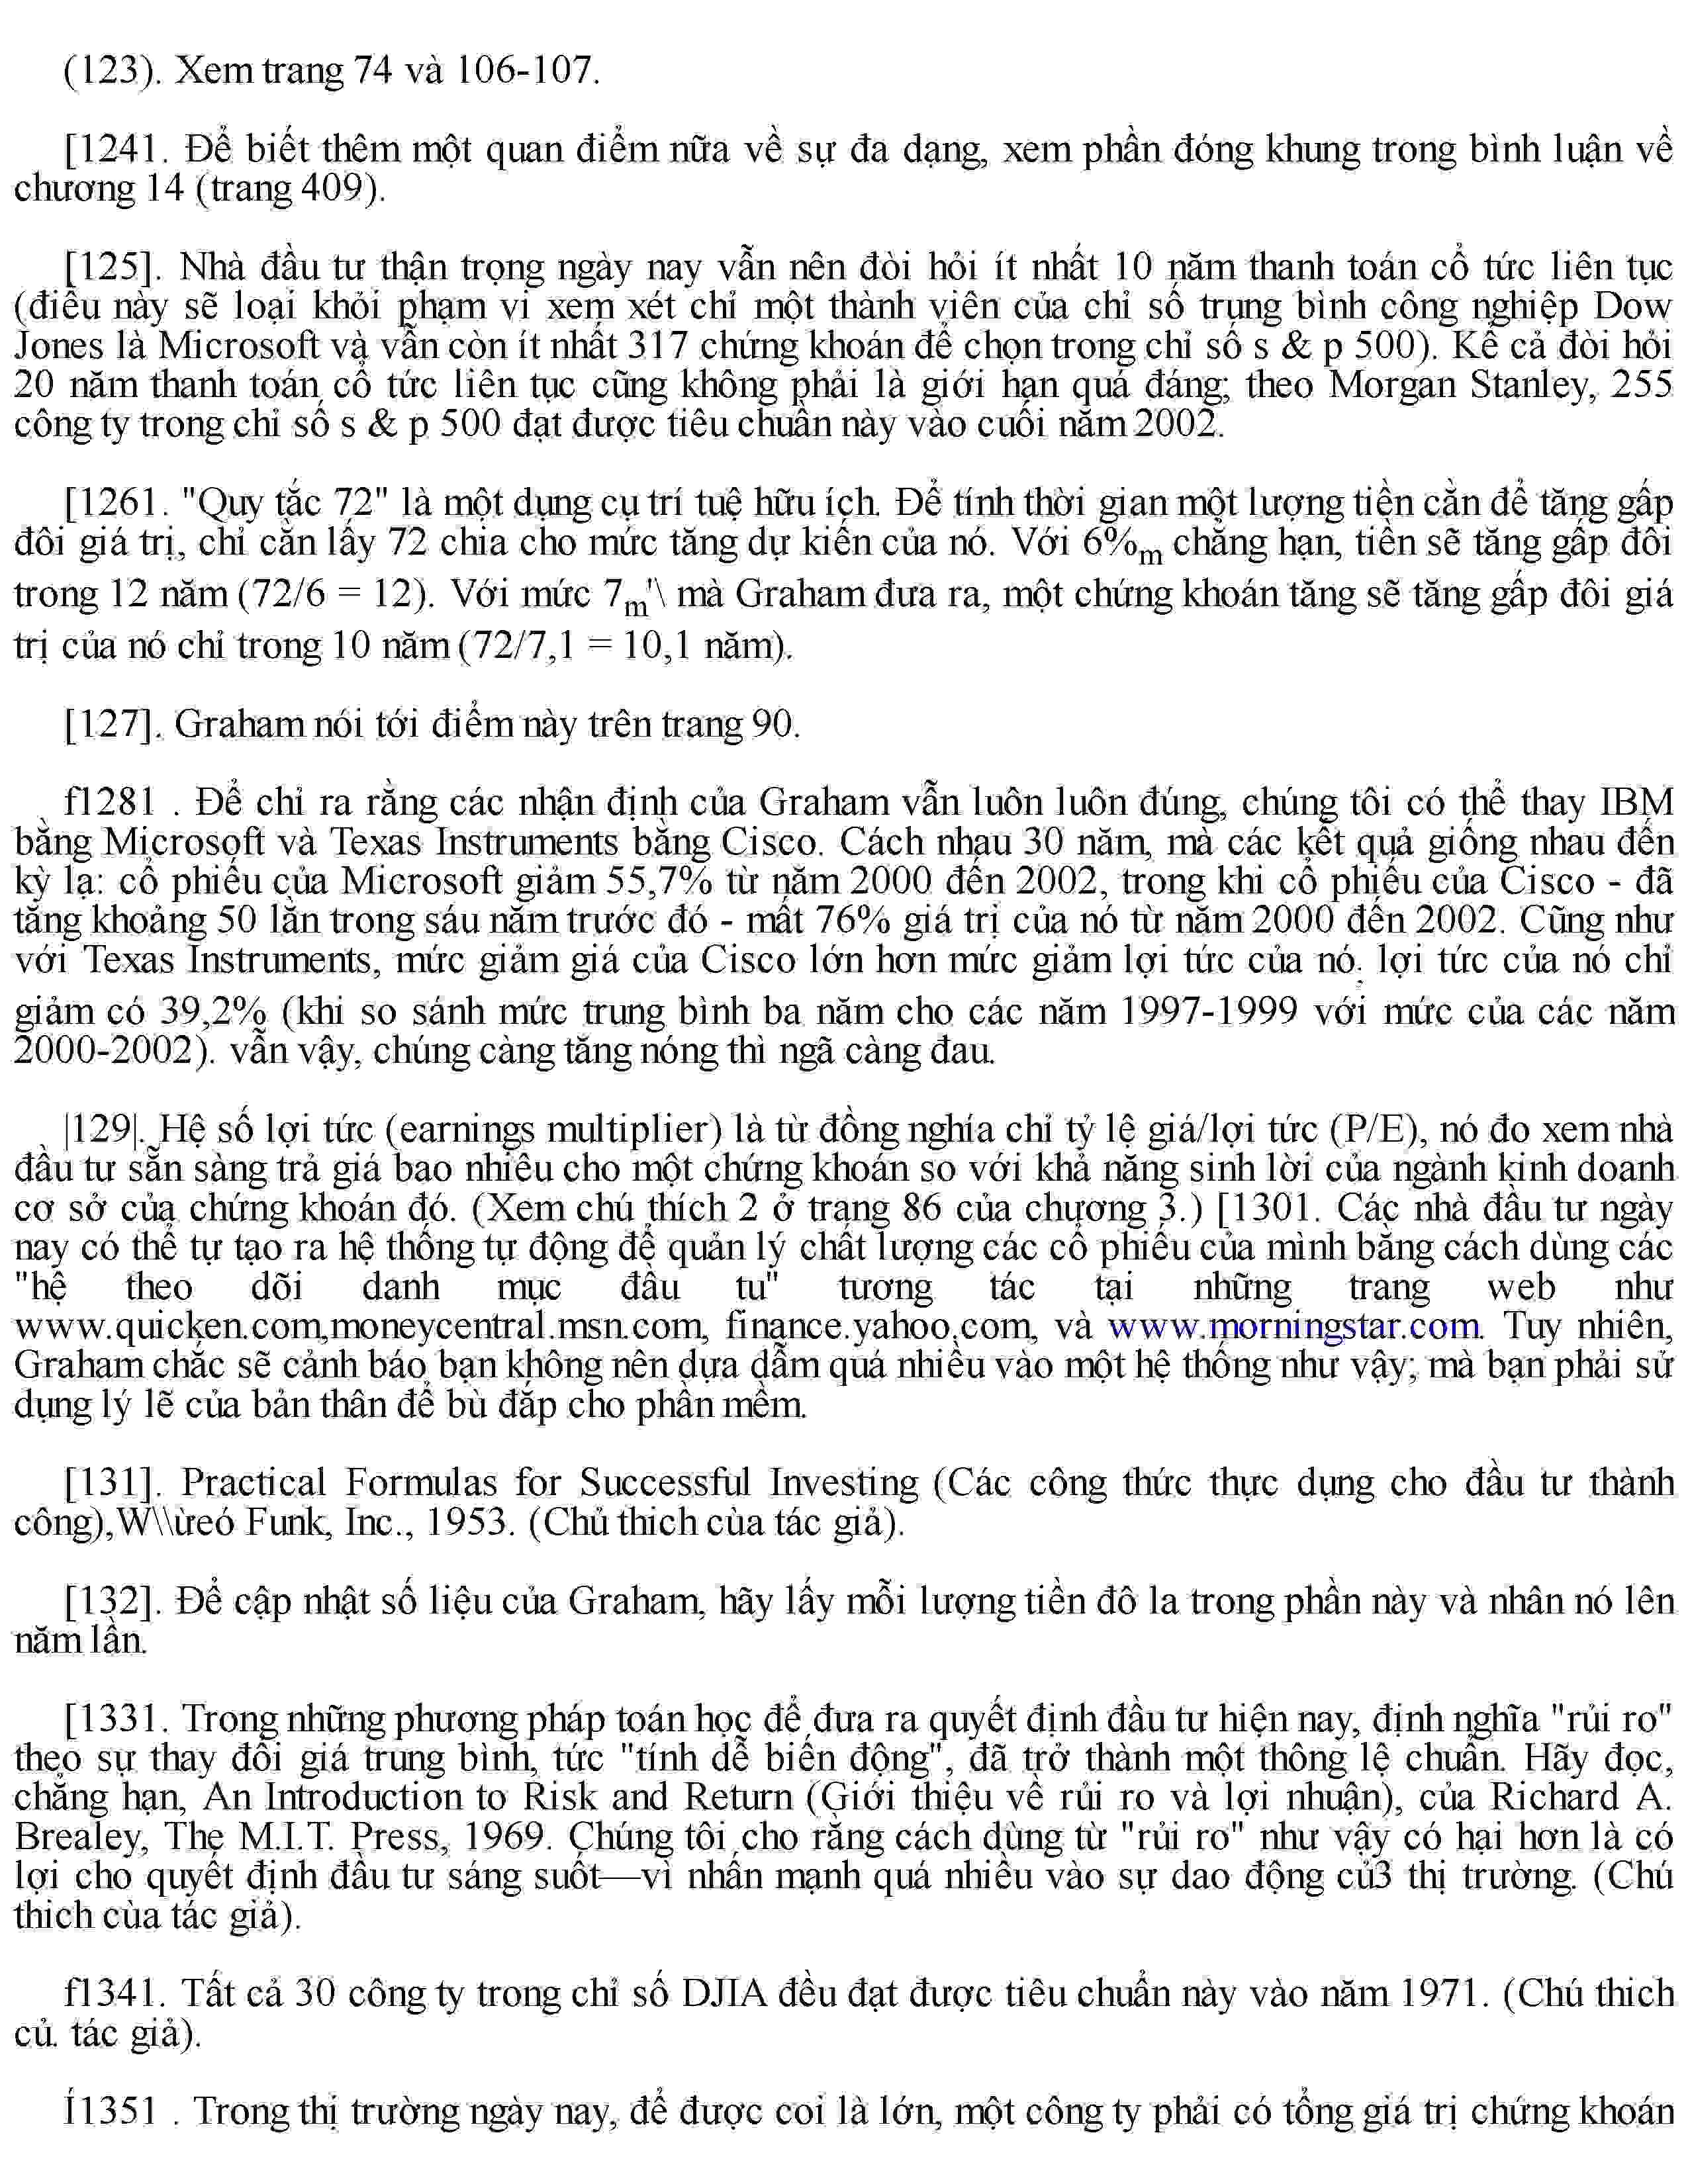 (123). Xem trang 74 và 106-107.
[1241. Để biết thêm một quan điểm nữa về sự đa dạng, xem phần đóng khung trong bình luận về
chương 14 (trang 409).
[125]. Nhà đầu tư thận trọng ngày nay vẫn nên đòi hỏi ít nhất 10 năm thanh toán cổ tức liên tục
(điều này sẽ loại khỏi phạm vi xem xét chỉ một thành viên của chỉ số trung bình công nghiệp Dow
Jones là Microsoft và vẫn còn ít nhất 317 chứng khoán để chọn trong chỉ số s & p 500). Kể cả đòi hỏi
20 năm thanh toán cổ tức liên tục cũng không phải là giới hạn quá đáng; theo Morgan Stanley, 255
công ty trong chỉ số s & p 500 đạt được tiêu chuẩn này vào cuối năm 2002.
[1261. "Quy tắc 72" là một dụng cụ trí tuệ hữu ích. Để tính thời gian một lượng tiền cần để tăng gấp
đôi giá trị, chỉ cần lấy 72 chia cho mức tăng dự kiến của nó. Với 6%m chẳng hạn, tiền sẽ tăng gấp đôi
trong 12 năm (72/6 = 12). Với mức 7m'\ mà Graham đưa ra, một chứng khoán tăng sẽ tăng gấp đôi giá
trị của nó chỉ trong 10 năm (72/7,1 = 10,1 năm).
[127]. Graham nói tới điểm này trên trang 90.
f1281 . Để chỉ ra rằng các nhận định của Graham vẫn luôn luôn đúng, chúng tôi có thể thay IBM
bằng Microsoft và Texas Instruments bằng Cisco. Cách nhau 30 năm, mà các kết quả giống nhau đến
kỳ lạ: cổ phiếu của Microsoft giảm 55,7% từ năm 2000 đến 2002, trong khi cổ phiếu của Cisco - đã
tăng khoảng 50 lần trong sáu năm trước đó - mất 76% giá trị của nó từ năm 2000 đến 2002. Cũng như
với Texas Instruments, mức giảm giá của Cisco lớn hơn mức giảm lợi tức của nó; lợi tức của nó chỉ
giảm có 39,2% (khi so sánh mức trung bình ba năm cho các năm 1997-1999 với mức của các năm
2000-2002). vẫn vậy, chúng càng tăng nóng thì ngã càng đau.
|129|. Hệ số lợi tức (earnings multiplier) là từ đồng nghĩa chỉ tỷ lệ giá/lợi tức (P/E), nó đo xem nhà
đầu tư sẵn sàng trả giá bao nhiêu cho một chứng khoán so với khả năng sinh lời của ngành kinh doanh
cơ sở của chứng khoán đó. (Xem chú thích 2 ở trang 86 của chương 3.) [1301. Các nhà đầu tư ngày
nay có thể tự tạo ra hệ thống tự động để quản lý chất lượng các cổ phiếu của mình bằng cách dùng các
"hệ theo dõi danh mục đầu tu" tương tác tại những trang web như
www.quicken.com,moneycentral.msn.com, finance.yahoo.com, và www.morningstar.com. Tuy nhiên,
Graham chắc sẽ cảnh báo bạn không nên dựa dẫm quá nhiều vào một hệ thống như vậy; mà bạn phải sử
dụng lý lẽ của bản thân để bù đắp cho phần mềm.
[131]. Practical Formulas for Successful Investing (Các công thức thực dụng cho đầu tư thành
công),W\\ừeó Funk, Inc., 1953. (Chủ thich cùa tác giả).
[132]. Để cập nhật số liệu của Graham, hãy lấy mỗi lượng tiền đô la trong phần này và nhân nó lên
năm lần.
[1331. Trong những phương pháp toán học để đưa ra quyết định đầu tư hiện nay, định nghĩa "rủi ro"
theo sự thay đổi giá trung bình, tức "tính dễ biến động", đã trở thành một thông lệ chuẩn. Hãy đọc,
chẳng hạn, An Introduction to Risk and Return (Giới thiệu về rủi ro và lợi nhuận), của Richard A.
Brealey, The M.I.T. Press, 1969. Chúng tôi cho rằng cách dùng từ "rủi ro" như vậy có hại hơn là có
lợi cho quyết định đầu tư sáng suốt—vì nhấn mạnh quá nhiều vào sự dao động củ3 thị trường. (Chú
thich cùa tác giả).
f1341. Tất cả 30 công ty trong chỉ số DJIA đều đạt được tiêu chuẩn này vào năm 1971. (Chú thich
củ. tác giả).
Í1351 . Trong thị trường ngày nay, để được coi là lớn, một công ty phải có tổng giá trị chứng khoán